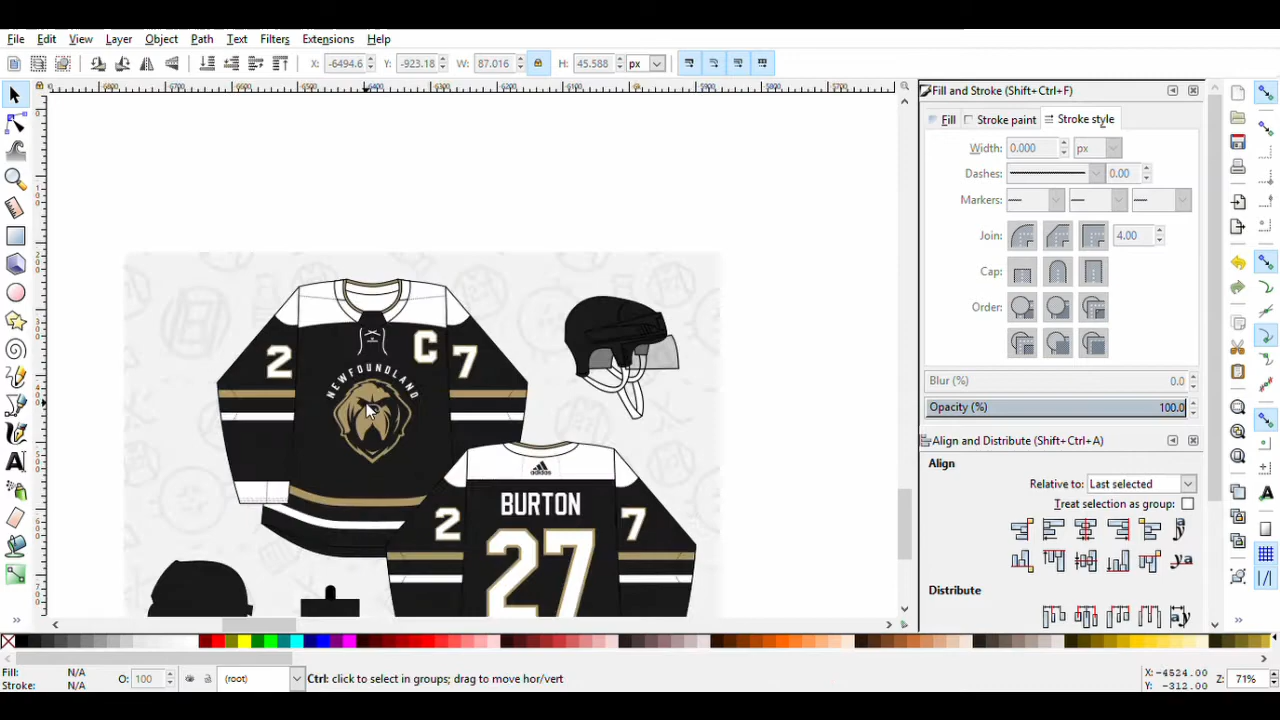 File Edit View Layer Object Path Text Filters Extensions Help
X: -6494.6 Y: -923.18 W: 87.016 H: 45.588 px
Fill and Stroke (Shift+Ctrl+F)
Fill Stroke paint Stroke style
Width: 0.000 px
Dashes: 0.00
Markers:
Join: 4.00
Cap:
Order:
Blur (%) 0.0
Opacity (%) 100.0
Align and Distribute (Shift+Ctrl+A)
Align
Relative to: Last selected
Treat selection as group:
Distribute
2 C 7
NEWFOUNDLAND
adidas
BURTON
2 27 7
Fill: N/A
Stroke: N/A
O: 100
(root)
Ctrl: click to select in groups; drag to move hor/vert
X: -4524.00
Y: -312.00
Z: 71%